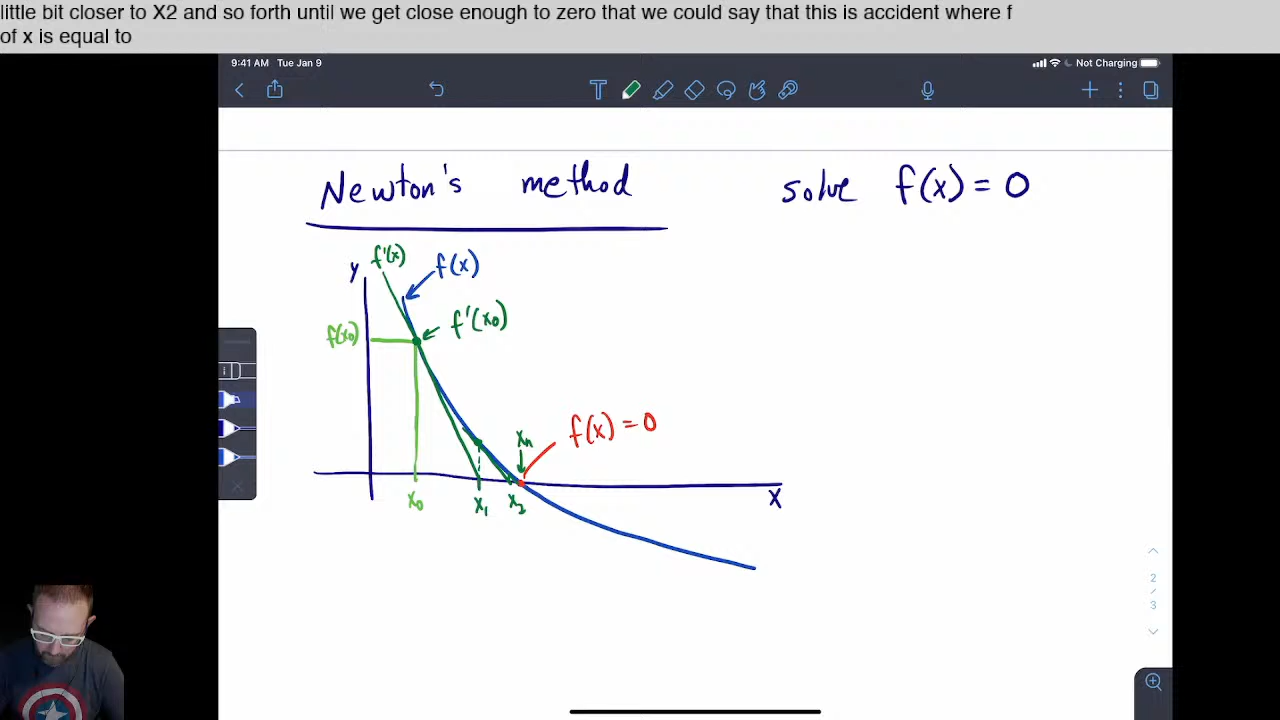 little bit closer to X2 and so forth until we get close enough to zero that we could say that this is accident where f
of x is equal to
9:41 AM Tue Jan 9
Not Charging
Newton's method
solve f(x) = 0
f'(x)
f(x)
y
f'(x₀)
f(x₀)
f(x) = 0
xₙ
x₀ x₁ x₂
x
2
/
3